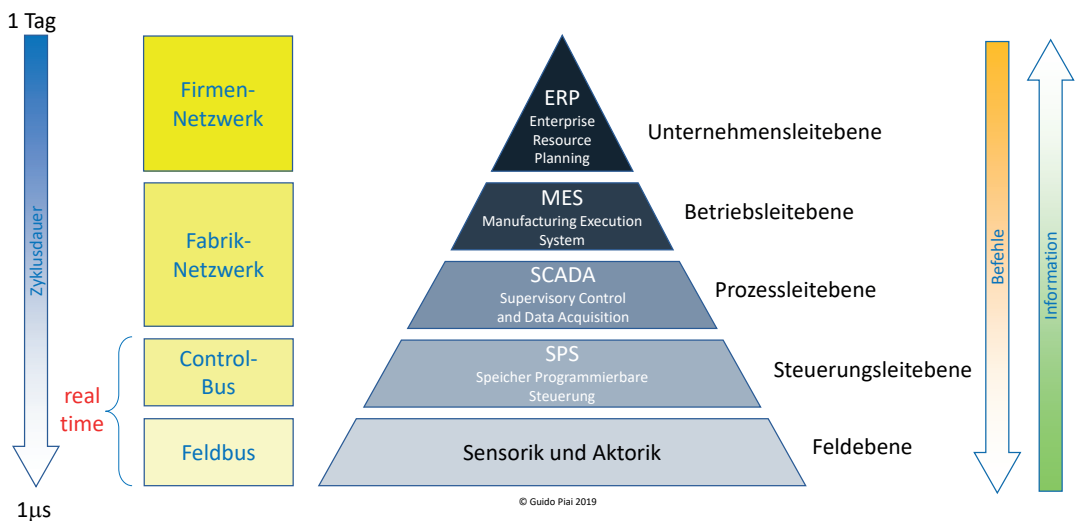 1 Tag
Zyklusdauer
1µs
real
time
Firmen-
Netzwerk
Fabrik-
Netzwerk
Control-
Bus
Feldbus
ERP
Enterprise
Resource
Planning
Unternehmensleitebene
MES
Manufacturing Execution
System
Betriebsleitebene
SCADA
Supervisory Control
and Data Acquisition
Prozessleitebene
SPS
Speicher Programmierbare
Steuerung
Steuerungsleitebene
Sensorik und Aktorik
Feldebene
Befehle
Information
© Guido Piai 2019